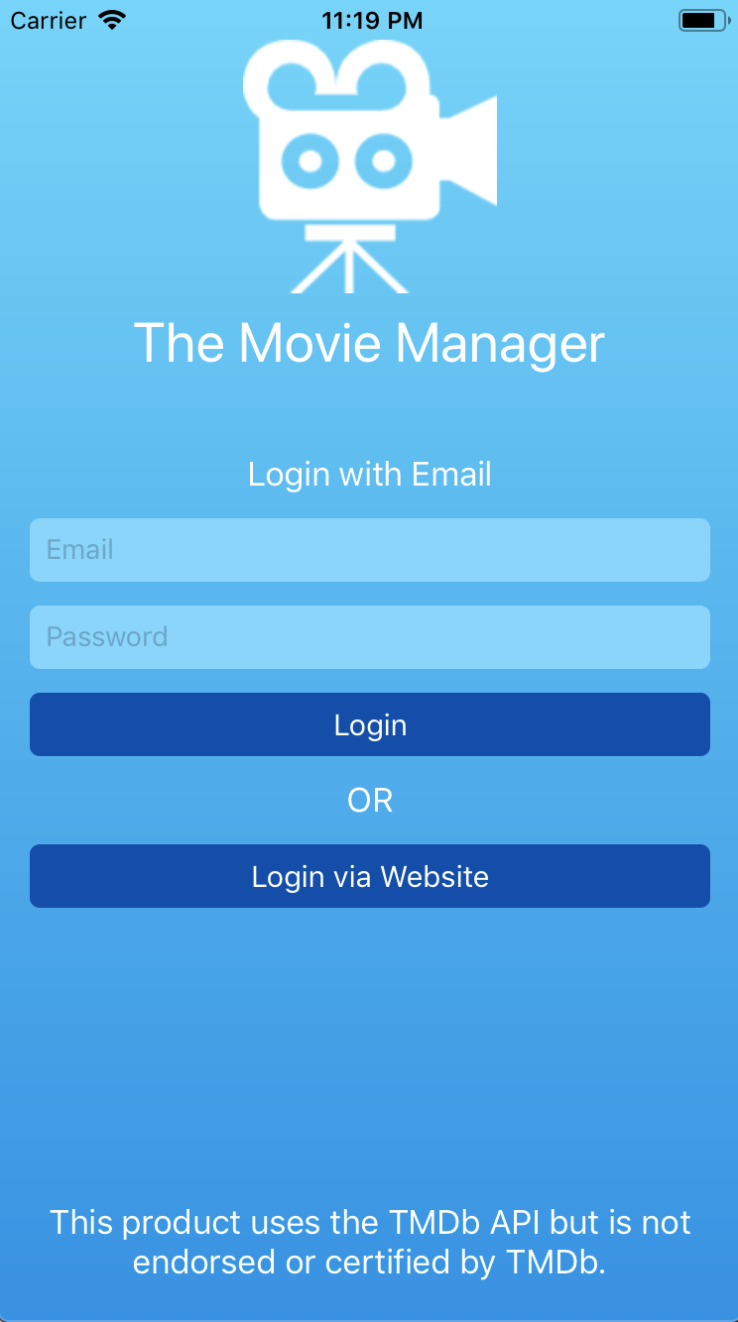 Carrier 11:19 PM
The Movie Manager
Login with Email
Email
Password
Login
OR
Login via Website
This product uses the TMDb API but is not
endorsed or certified by TMDb.